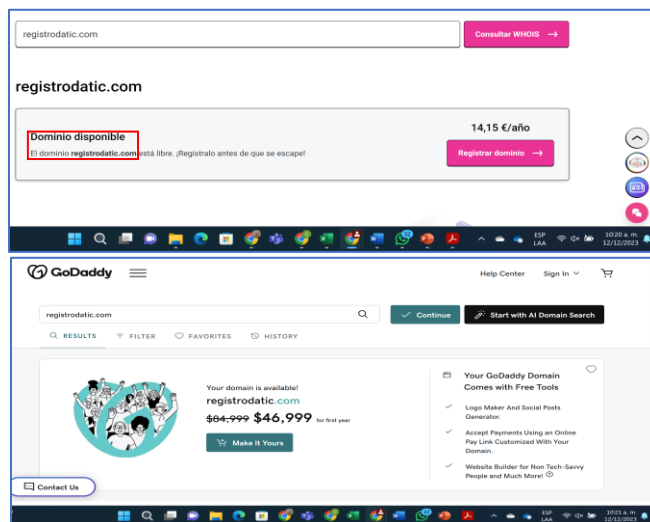 registrodatic.com
Consultar WHOIS →
registrodatic.com
14,15 €/año
Dominio disponible
El dominio registrodatic.com está libre. ¡Regístralo antes de que se escape!
Registrar dominio →
ESP
LAA
10:20 a. m.
12/12/2023
GoDaddy
Help Center
Sign In
registrodatic.com
Continue
Start with AI Domain Search
RESULTS
FILTER
FAVORITES
HISTORY
Your domain is available!
registrodatic.com
$84,999 $46,999 for first year
Make It Yours
Your GoDaddy Domain
Comes with Free Tools
Logo Maker And Social Posts
Generator.
Accept Payments Using an Online
Pay Link Customized With Your
Domain.
Website Builder for Non Tech-Savvy
People and Much More!
Contact Us
ESP
LAA
10:21 a. m.
12/12/2023